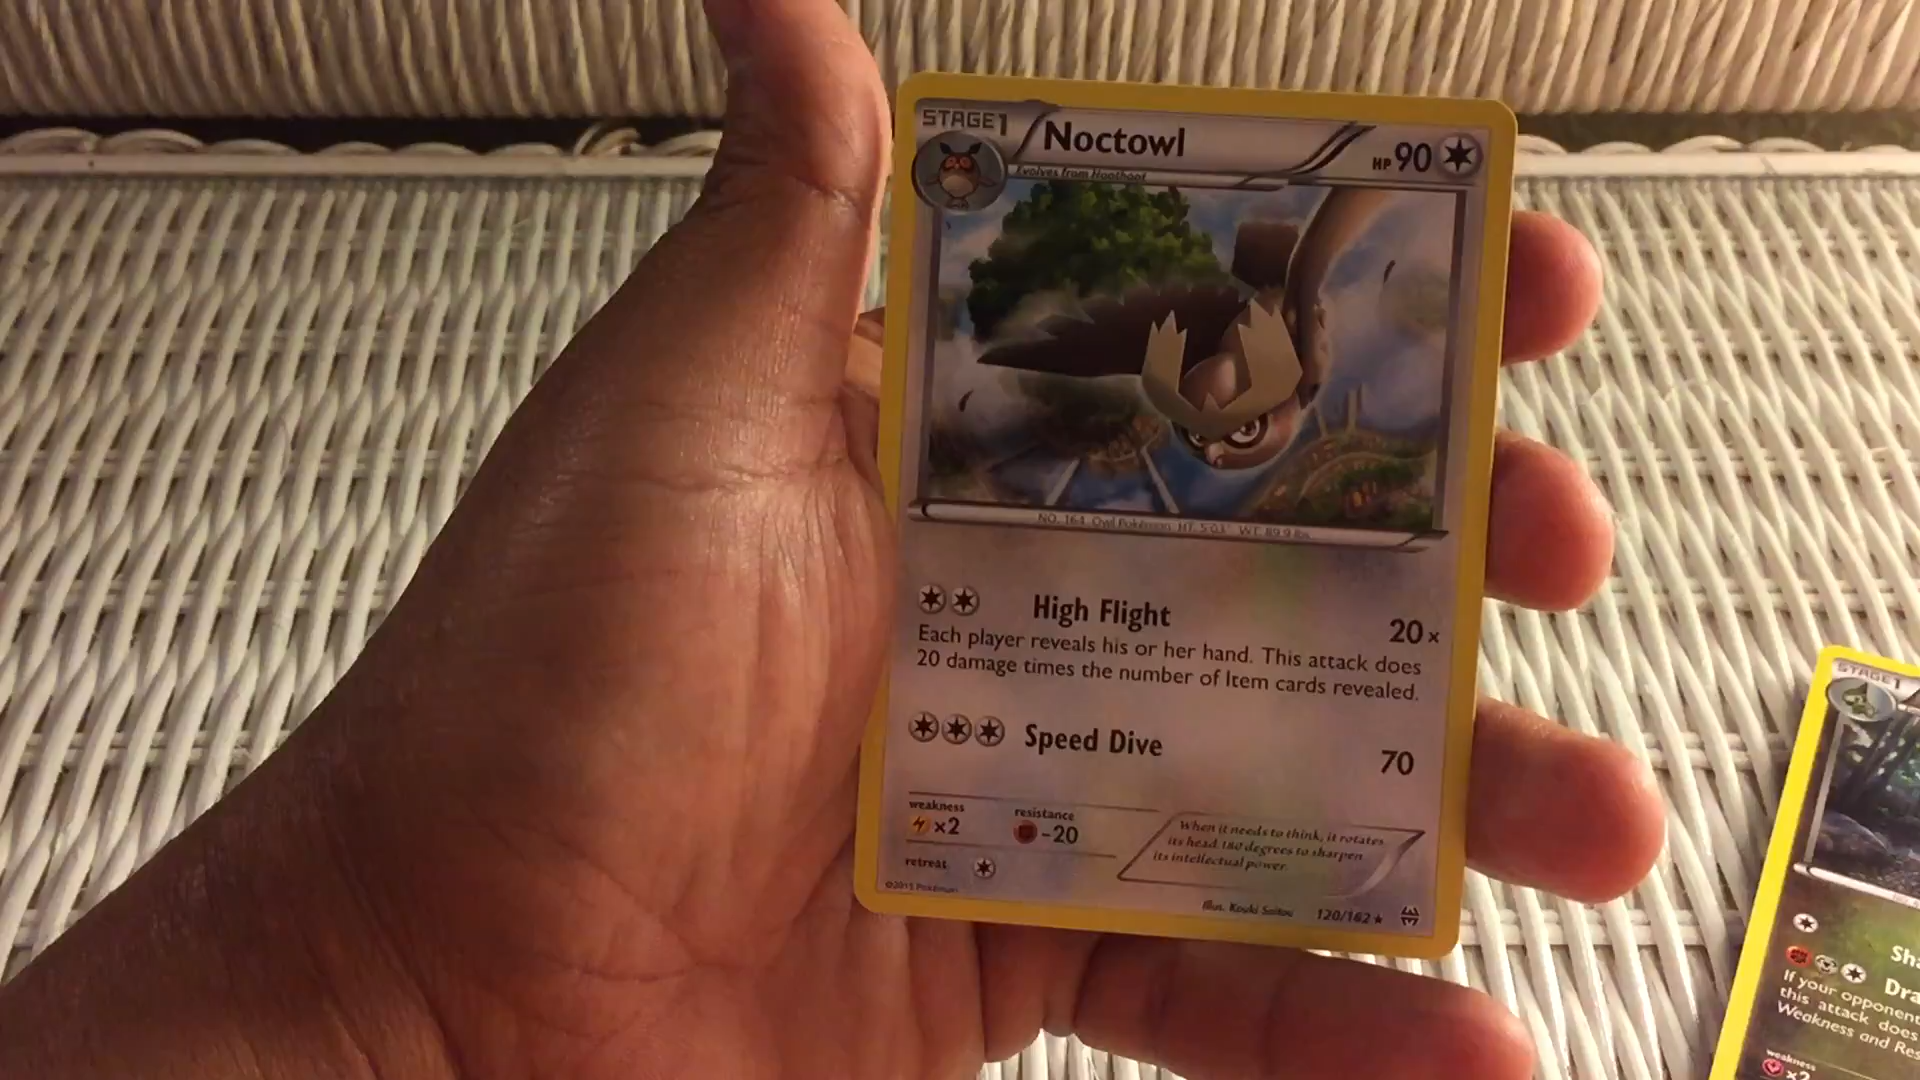 STAGE1
Noctowl
HP 90
Evolves from Hoothoot
NO. 164 Owl Pokémon HT: 5'03" WT: 89.9 lbs.
High Flight 20×
Each player reveals his or her hand. This attack does
20 damage times the number of Item cards revealed.
Speed Dive 70
weakness
×2
resistance
-20
retreat
When it needs to think, it rotates
its head 180 degrees to sharpen
its intellectual power.
©2015 Pokémon
Illus. Kouki Saitou 120/162
STAGE1
Sha
Dra
If your opponent
this attack does
Weakness and Res
weakness
×2